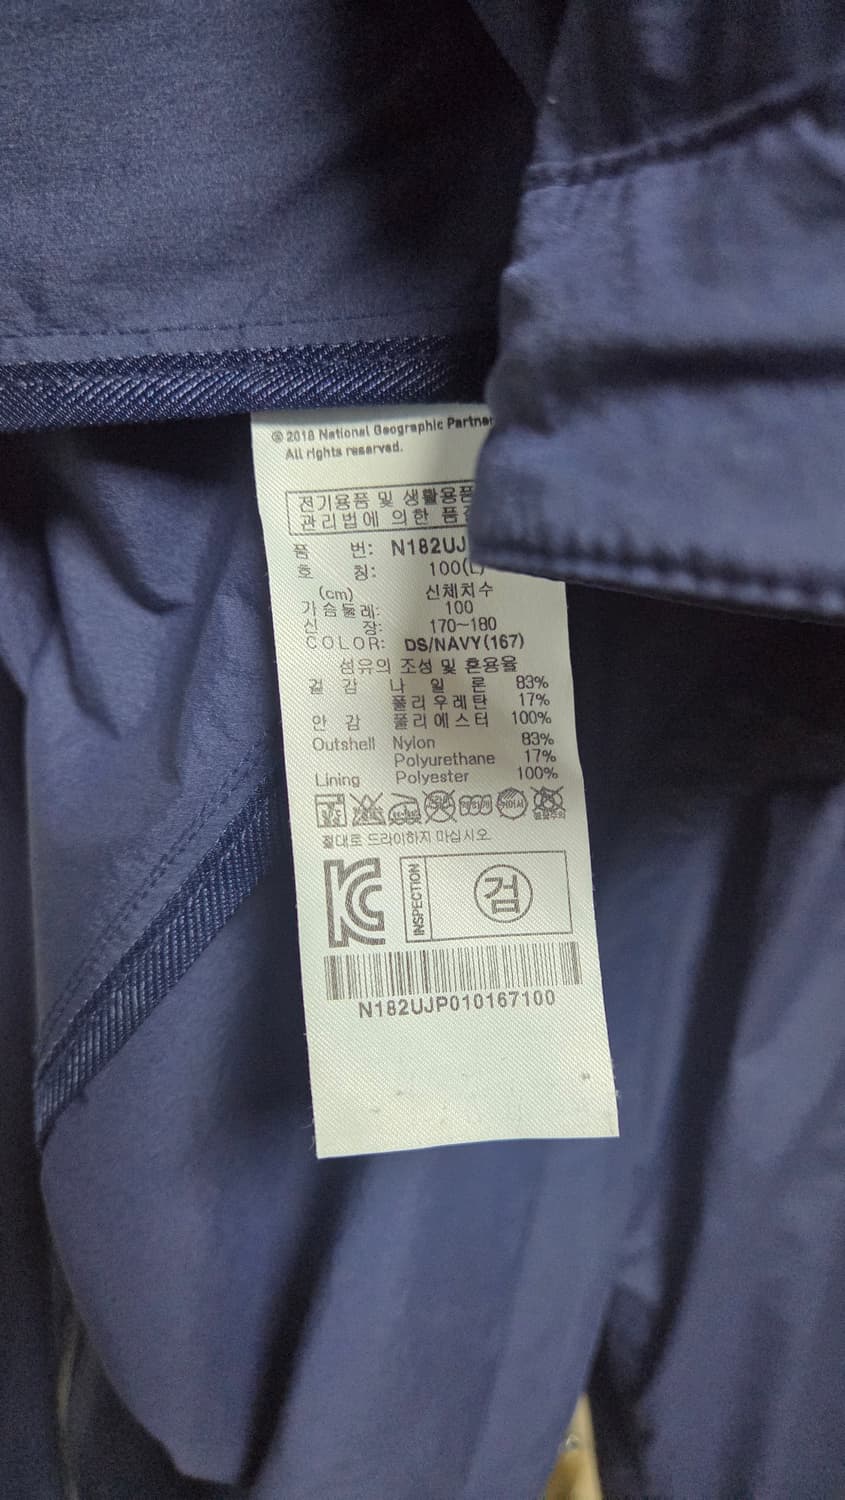 © 2018 National Geographic Partne
All rights reserved.
전기용품 및 생활용품
관리법에 의한 품
품 번: N182UJ
호 칭: 100(L)
(cm) 신체치수
가슴둘레: 100
신 장: 170~180
COLOR: DS/NAVY(167)
섬유의 조성 및 혼용율
겉 감 나 일 론 83%
폴리우레탄 17%
안 감 폴리에스터 100%
Outshell Nylon 83%
Polyurethane 17%
Lining Polyester 100%
절대로 드라이하지 마십시오.
KC INSPECTION 검
N182UJP010167100